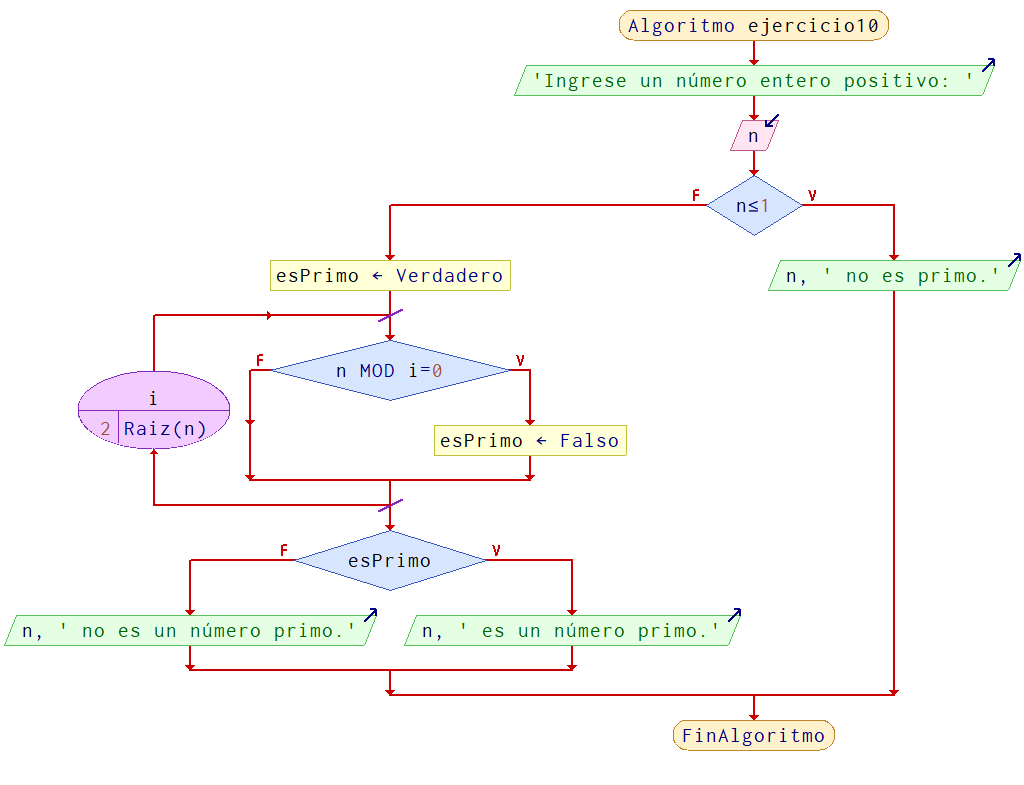 Algoritmo ejercicio10
'Ingrese un número entero positivo: '
n
F
n≤1
V
esPrimo ← Verdadero
n, ' no es primo.'
F
n MOD i=0
V
i
2 Raiz(n)
esPrimo ← Falso
F
esPrimo
V
n, ' no es un número primo.'
n, ' es un número primo.'
FinAlgoritmo